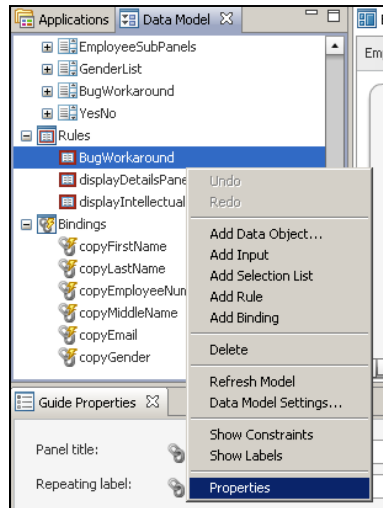 Applications Data Model
EmployeeSubPanels
GenderList
BugWorkaround
YesNo
Rules
BugWorkaround
displayDetailsPane
displayIntellectual
Bindings
copyFirstName
copyLastName
copyEmployeeNum
copyMiddleName
copyEmail
copyGender
Undo
Redo
Add Data Object...
Add Input
Add Selection List
Add Rule
Add Binding
Delete
Refresh Model
Data Model Settings...
Show Constraints
Show Labels
Properties
Guide Properties
Panel title:
Repeating label:
Em